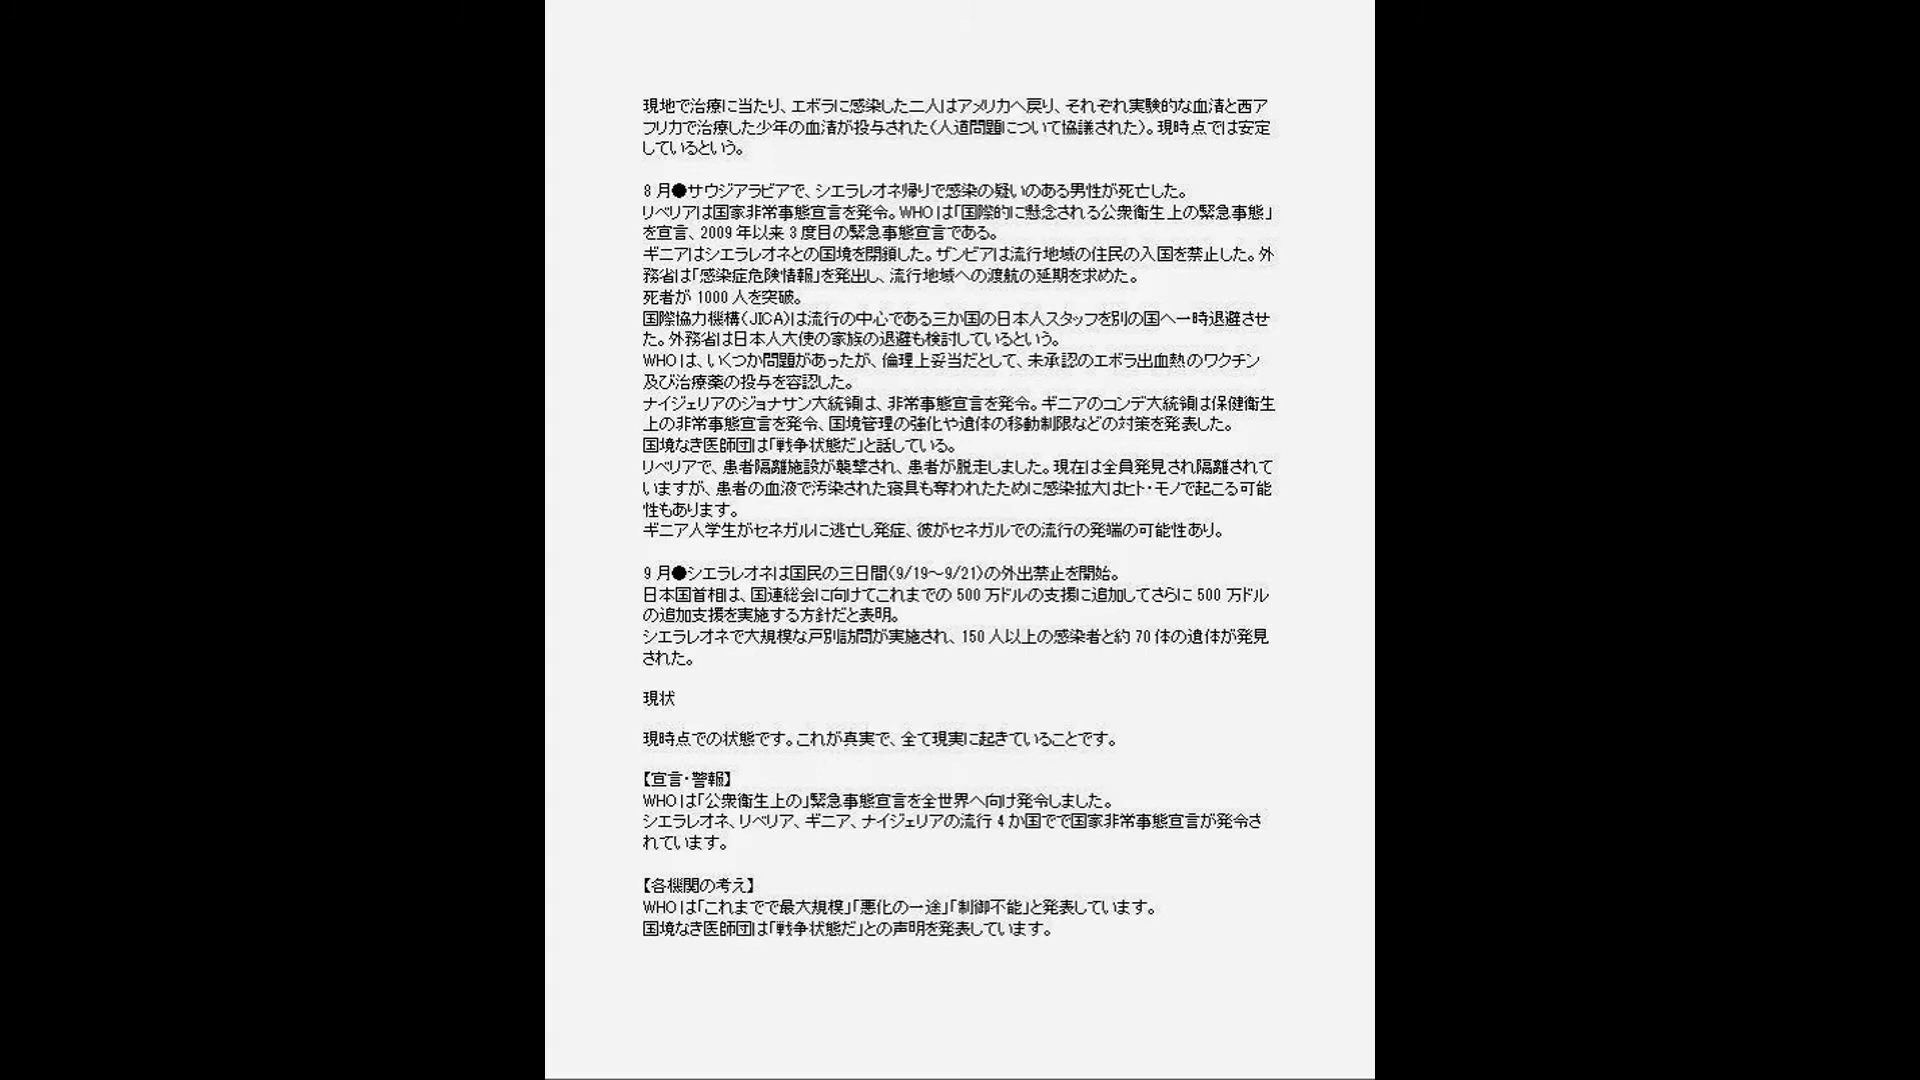 現地で治療に当たり、エボラに感染した二人はアメリカへ戻り、それぞれ実験的な血清と西ア
フリカで治療した少年の血清が投与された（人道問題について協議された）。現時点では安定
しているという。
8 月●サウジアラビアで、シエラレオネ帰りで感染の疑いのある男性が死亡した。
リベリアは国家非常事態宣言を発令。WHOは「国際的に懸念される公衆衛生上の緊急事態」
を宣言、2009 年以来 3 度目の緊急事態宣言である。
ギニアはシエラレオネとの国境を閉鎖した。ザンビアは流行地域の住民の入国を禁止した。外
務省は「感染症危険情報」を発出し、流行地域への渡航の延期を求めた。
死者が 1000 人を突破。
国際協力機構（JICA）は流行の中心である三か国の日本人スタッフを別の国へ一時退避させ
た。外務省は日本人大使の家族の退避も検討しているという。
WHOは、いくつか問題があったが、倫理上妥当だとして、未承認のエボラ出血熱のワクチン
及び治療薬の投与を容認した。
ナイジェリアのジョナサン大統領は、非常事態宣言を発令。ギニアのコンデ大統領は保健衛生
上の非常事態宣言を発令、国境管理の強化や遺体の移動制限などの対策を発表した。
国境なき医師団は「戦争状態だ」と話している。
リベリアで、患者隔離施設が襲撃され、患者が脱走しました。現在は全員発見され隔離されて
いますが、患者の血液で汚染された寝具も奪われたために感染拡大はヒト・モノで起こる可能
性もあります。
ギニア人学生がセネガルに逃亡し発症、彼がセネガルでの流行の発端の可能性あり。
9 月●シエラレオネは国民の三日間（9/19～9/21）の外出禁止を開始。
日本国首相は、国連総会に向けてこれまでの 500 万ドルの支援に追加してさらに 500 万ドル
の追加支援を実施する方針だと表明。
シエラレオネで大規模な戸別訪問が実施され、150 人以上の感染者と約 70 体の遺体が発見
された。
現状
現時点での状態です。これが真実で、全て現実に起きていることです。
【宣言・警報】
WHOは「公衆衛生上の」緊急事態宣言を全世界へ向け発令しました。
シエラレオネ、リベリア、ギニア、ナイジェリアの流行 4 か国でで国家非常事態宣言が発令さ
れています。
【各機関の考え】
WHOは「これまでで最大規模」「悪化の一途」「制御不能」と発表しています。
国境なき医師団は「戦争状態だ」との声明を発表しています。